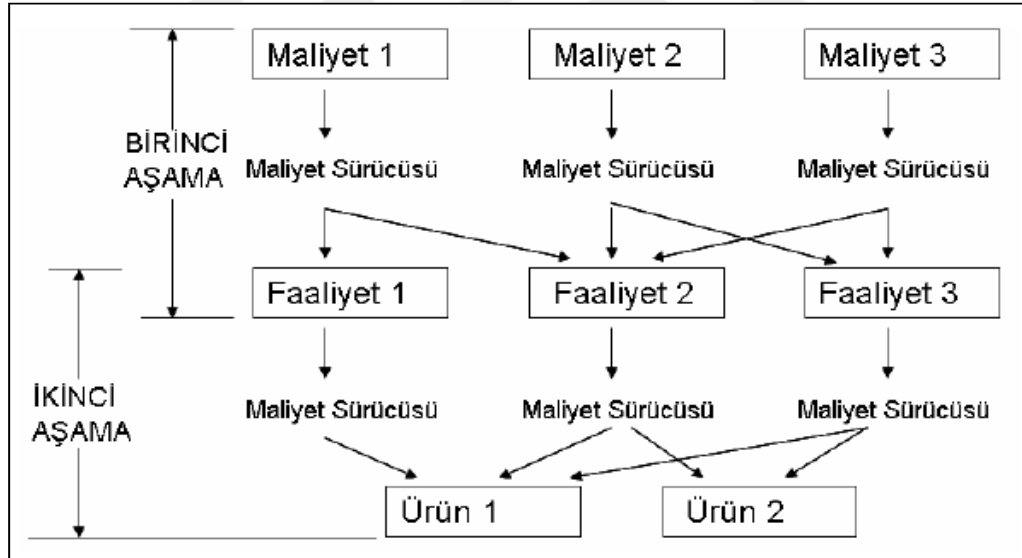 Maliyet 1 Maliyet 2 Maliyet 3
BİRİNCİ
AŞAMA
Maliyet Sürücüsü Maliyet Sürücüsü Maliyet Sürücüsü
Faaliyet 1 Faaliyet 2 Faaliyet 3
İKİNCİ
AŞAMA
Maliyet Sürücüsü Maliyet Sürücüsü Maliyet Sürücüsü
Ürün 1 Ürün 2